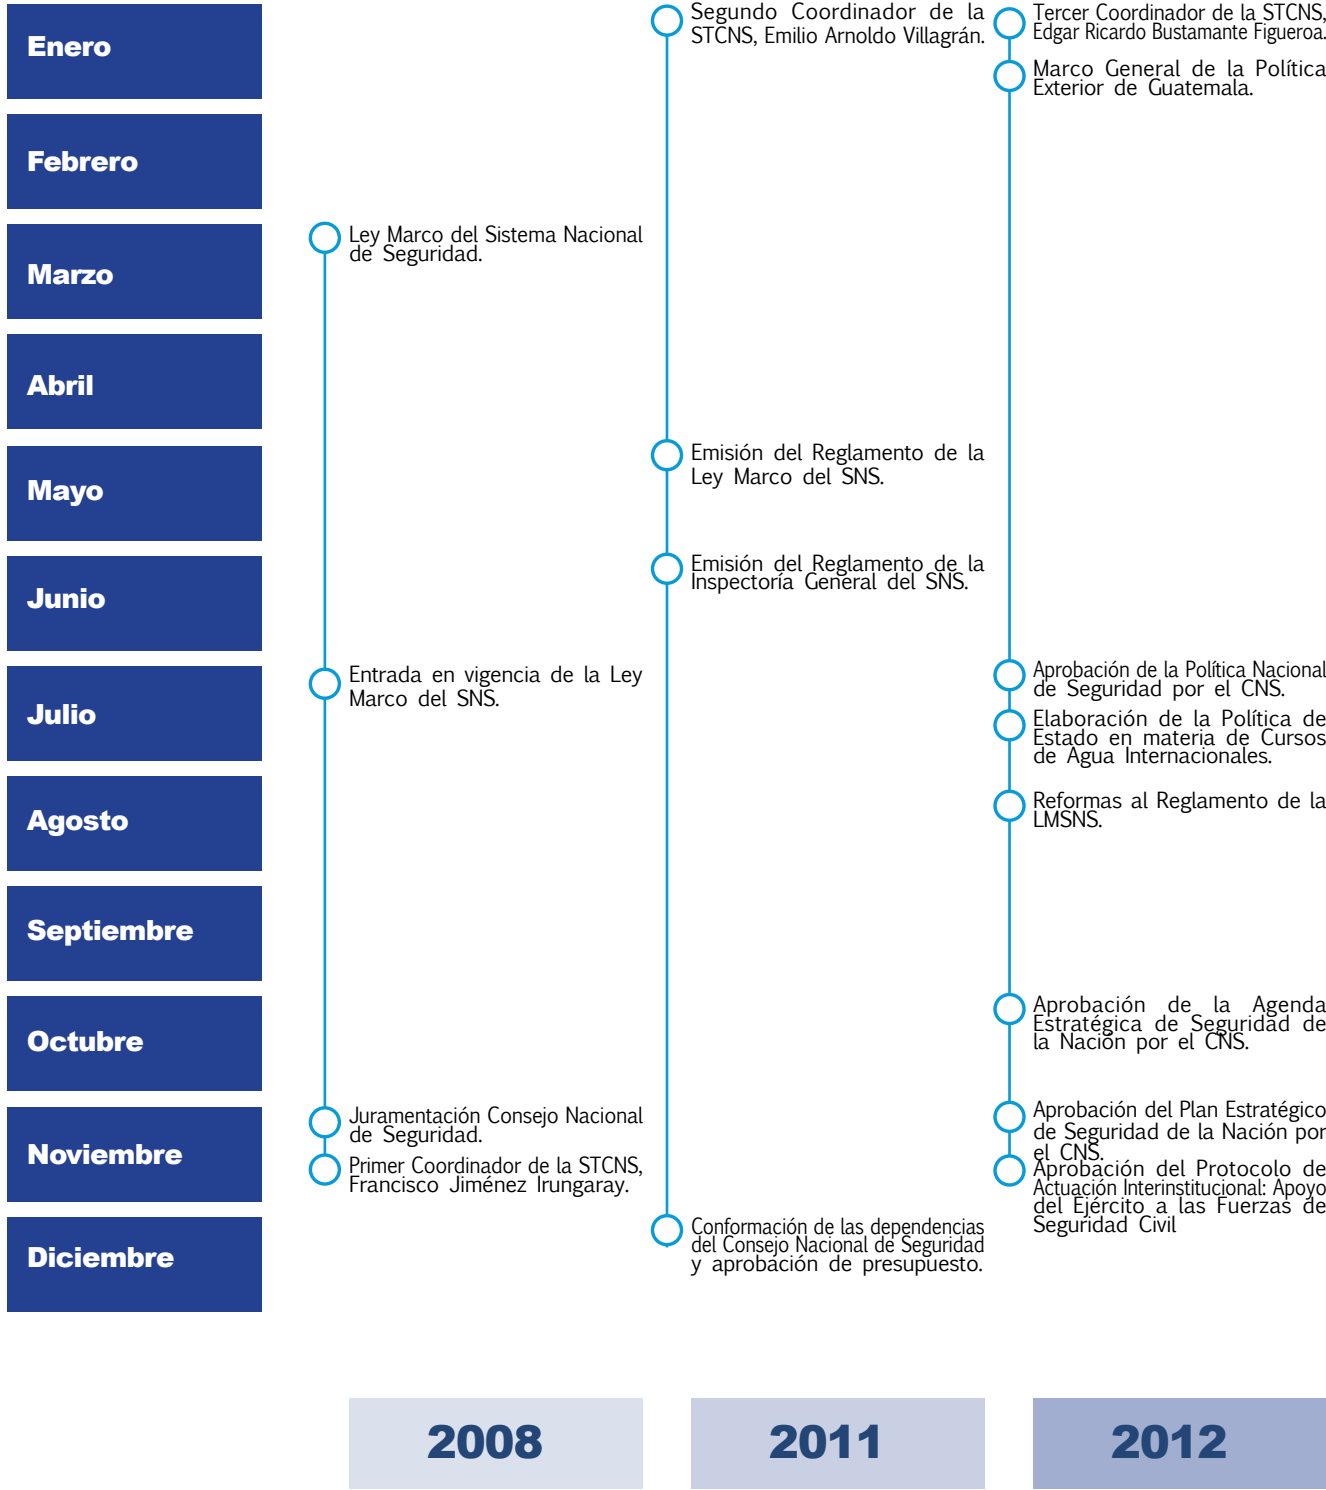 Enero
Febrero
Marzo
Abril
Mayo
Junio
Julio
Agosto
Septiembre
Octubre
Noviembre
Diciembre
Ley Marco del Sistema Nacional
de Seguridad.
Entrada en vigencia de la Ley
Marco del SNS.
Juramentación Consejo Nacional
de Seguridad.
Primer Coordinador de la STCNS,
Francisco Jiménez Irungaray.
2008
Segundo Coordinador de la
STCNS, Emilio Arnoldo Villagrán.
Emisión del Reglamento de la
Ley Marco del SNS.
Emisión del Reglamento de la
Inspectoría General del SNS.
Conformación de las dependencias
del Consejo Nacional de Seguridad
y aprobación de presupuesto.
2011
Tercer Coordinador de la STCNS,
Edgar Ricardo Bustamante Figueroa.
Marco General de la Política
Exterior de Guatemala.
Aprobación de la Política Nacional
de Seguridad por el CNS.
Elaboración de la Política de
Estado en materia de Cursos
de Agua Internacionales.
Reformas al Reglamento de la
LMSNS.
Aprobación de la Agenda
Estratégica de Seguridad de
la Nación por el CNS.
Aprobación del Plan Estratégico
de Seguridad de la Nación por
el CNS.
Aprobación del Protocolo de
Actuación Interinstitucional: Apoyo
del Ejército a las Fuerzas de
Seguridad Civil
2012